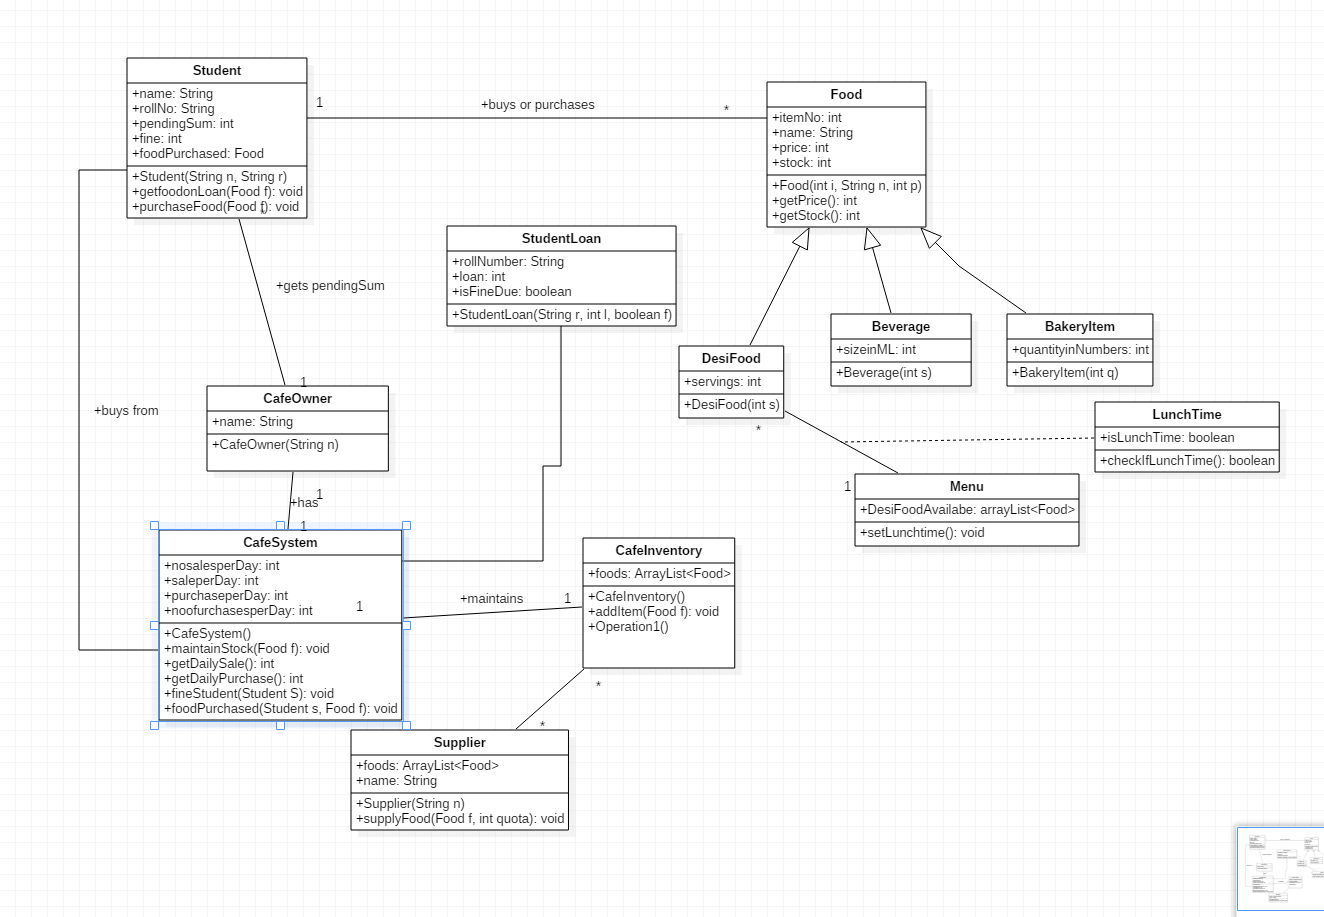 Student
+name: String
+rollNo: String
+pendingSum: int
+fine: int
+foodPurchased: Food
+Student(String n, String r)
+getfoodonLoan(Food f): void
+purchaseFood(Food f): void
*
1
+buys or purchases
*
Food
+itemNo: int
+name: String
+price: int
+stock: int
+Food(int i, String n, int p)
+getPrice(): int
+getStock(): int
StudentLoan
+rollNumber: String
+loan: int
+isFineDue: boolean
+StudentLoan(String r, int l, boolean f)
+gets pendingSum
1
DesiFood
+servings: int
+DesiFood(int s)
*
Beverage
+sizeinML: int
+Beverage(int s)
BakeryItem
+quantityinNumbers: int
+BakeryItem(int q)
+buys from
CafeOwner
+name: String
+CafeOwner(String n)
LunchTime
+isLunchTime: boolean
+checkIfLunchTime(): boolean
1
Menu
+DesiFoodAvailabe: arrayList<Food>
+setLunchtime(): void
1
+has
1
CafeSystem
+nosalesperDay: int
+saleperDay: int
+purchaseperDay: int
+noofurchasesperDay: int
1
+CafeSystem()
+maintainStock(Food f): void
+getDailySale(): int
+getDailyPurchase(): int
+fineStudent(Student S): void
+foodPurchased(Student s, Food f): void
+maintains
1
CafeInventory
+foods: ArrayList<Food>
+CafeInventory()
+addItem(Food f): void
+Operation1()
*
*
Supplier
+foods: ArrayList<Food>
+name: String
+Supplier(String n)
+supplyFood(Food f, int quota): void